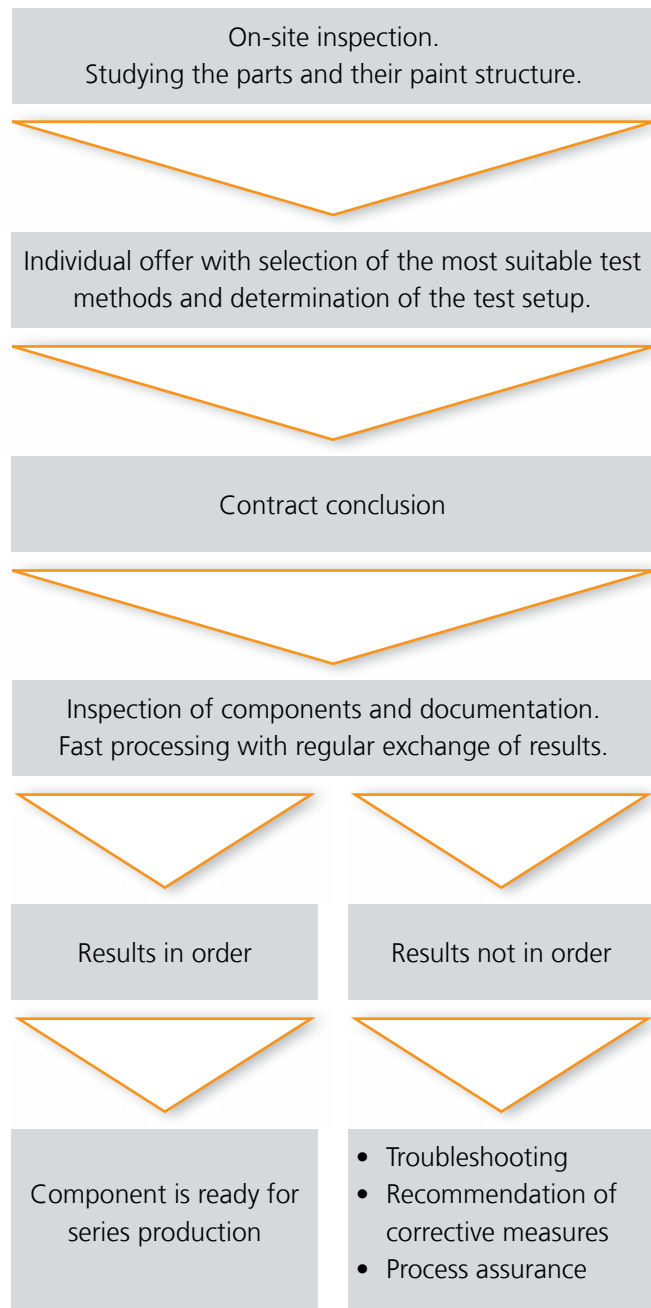 On-site inspection.
Studying the parts and their paint structure.
Individual offer with selection of the most suitable test
methods and determination of the test setup.
Contract conclusion
Inspection of components and documentation.
Fast processing with regular exchange of results.
Results in order
Results not in order
Component is ready for
series production
• Troubleshooting
• Recommendation of
corrective measures
• Process assurance